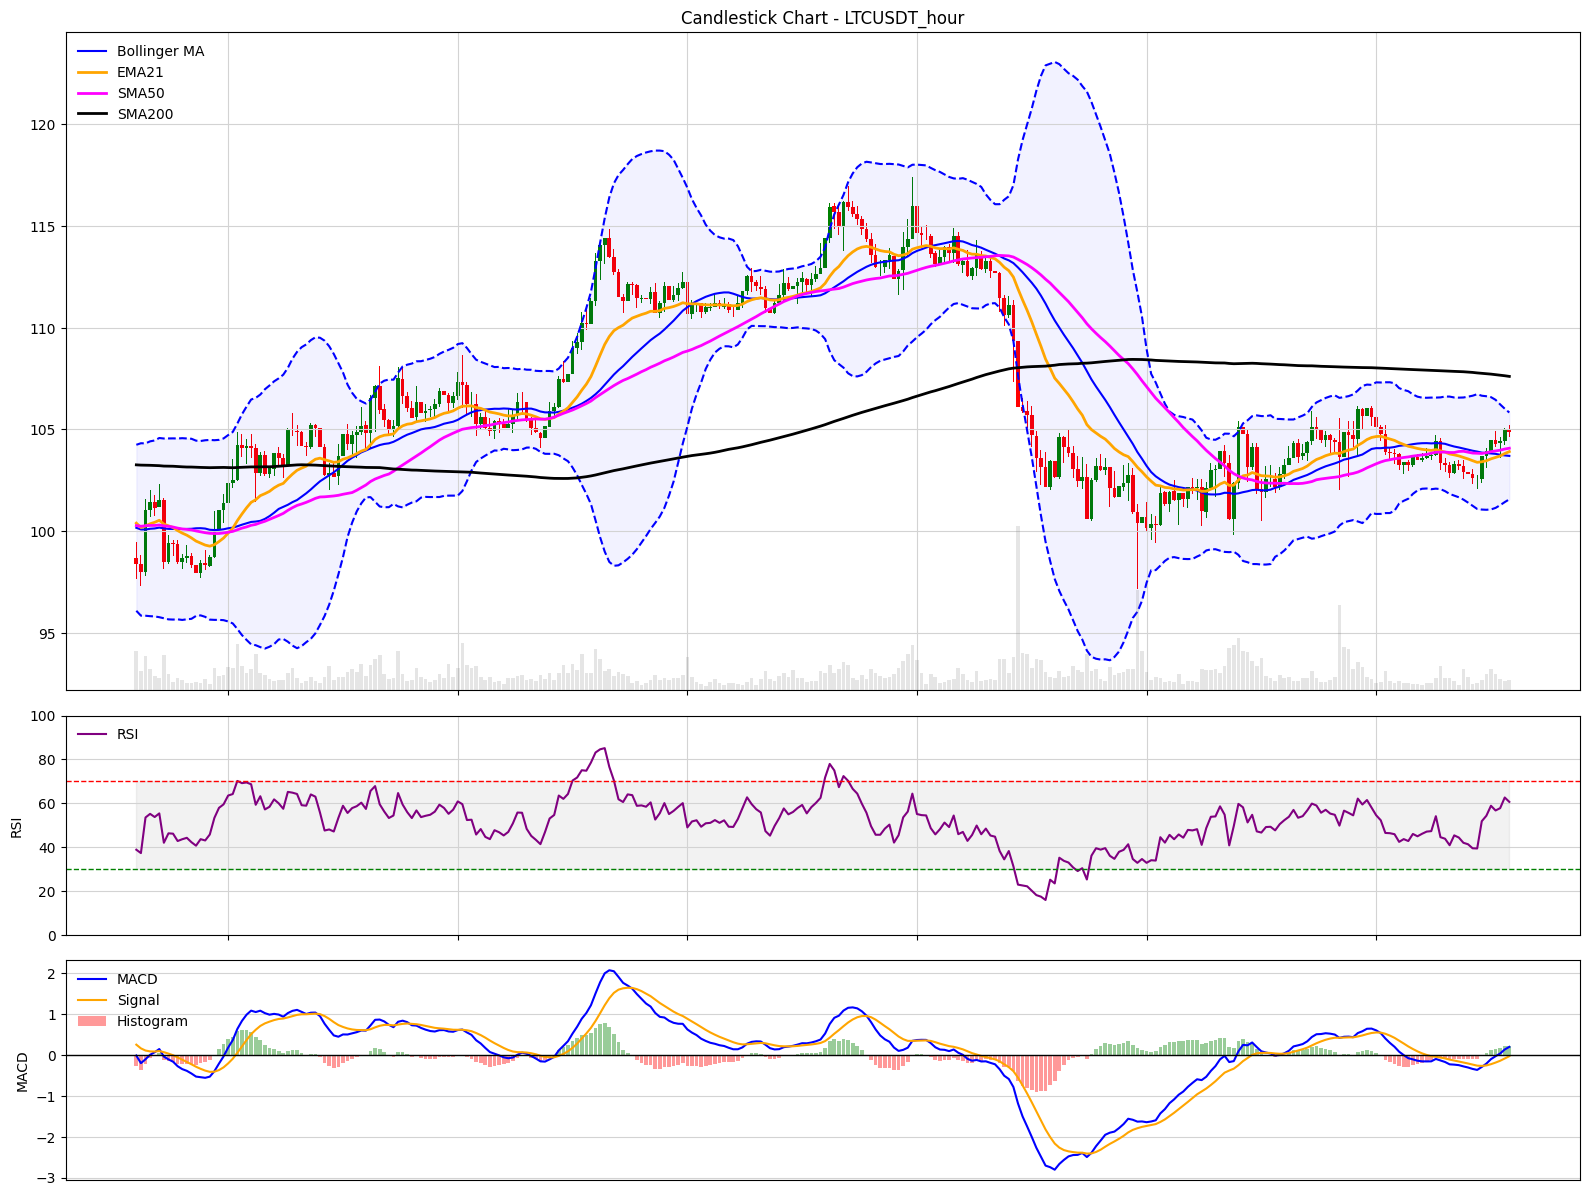 Candlestick Chart - LTCUSDT_hour
Bollinger MA
EMA21
SMA50
SMA200
120
115
110
105
100
95
RSI
100
80
60
40
20
0
RSI
MACD
Signal
Histogram
2
1
0
−1
−2
−3
MACD